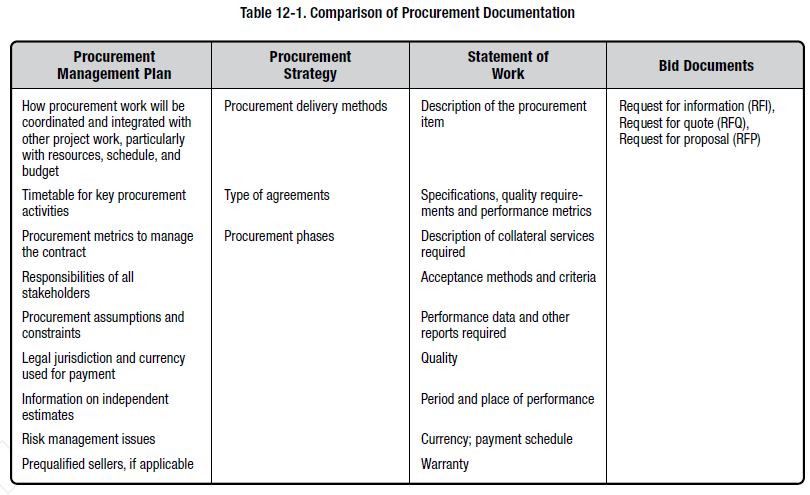 Table 12-1. Comparison of Procurement Documentation
Procurement
Management Plan
Procurement
Strategy
Statement of
Work
Bid Documents
How procurement work will be
coordinated and integrated with
other project work, particularly
with resources, schedule, and
budget
Procurement delivery methods
Description of the procurement
item
Request for information (RFI),
Request for quote (RFQ),
Request for proposal (RFP)
Timetable for key procurement
activities
Type of agreements
Specifications, quality require-
ments and performance metrics
Procurement metrics to manage
the contract
Procurement phases
Description of collateral services
required
Responsibilities of all
stakeholders
Acceptance methods and criteria
Procurement assumptions and
constraints
Performance data and other
reports required
Legal jurisdiction and currency
used for payment
Quality
Information on independent
estimates
Period and place of performance
Risk management issues
Currency; payment schedule
Prequalified sellers, if applicable
Warranty